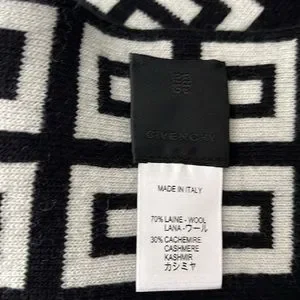 GIVENCHY
MADE IN ITALY
70% LAINE - WOOL
LANA - ウール
30% CACHEMIRE
CASHMERE
KASHMIR
カシミヤ